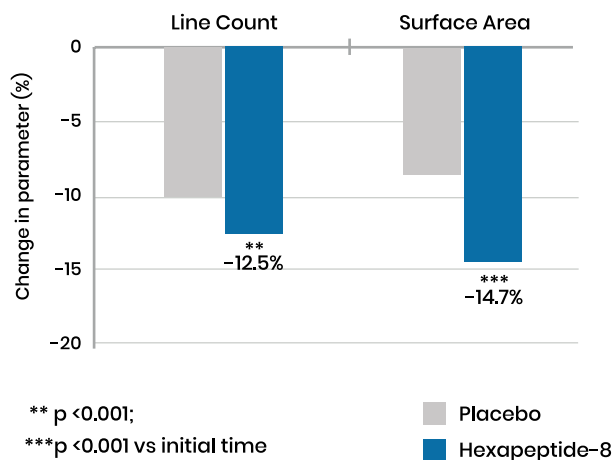 Line Count
Surface Area
Change in parameter (%)
0
-5
-10
-15
-20
**
-12.5%
***
-14.7%
** p <0.001;
***p <0.001 vs initial time
Placebo
Hexapeptide-8